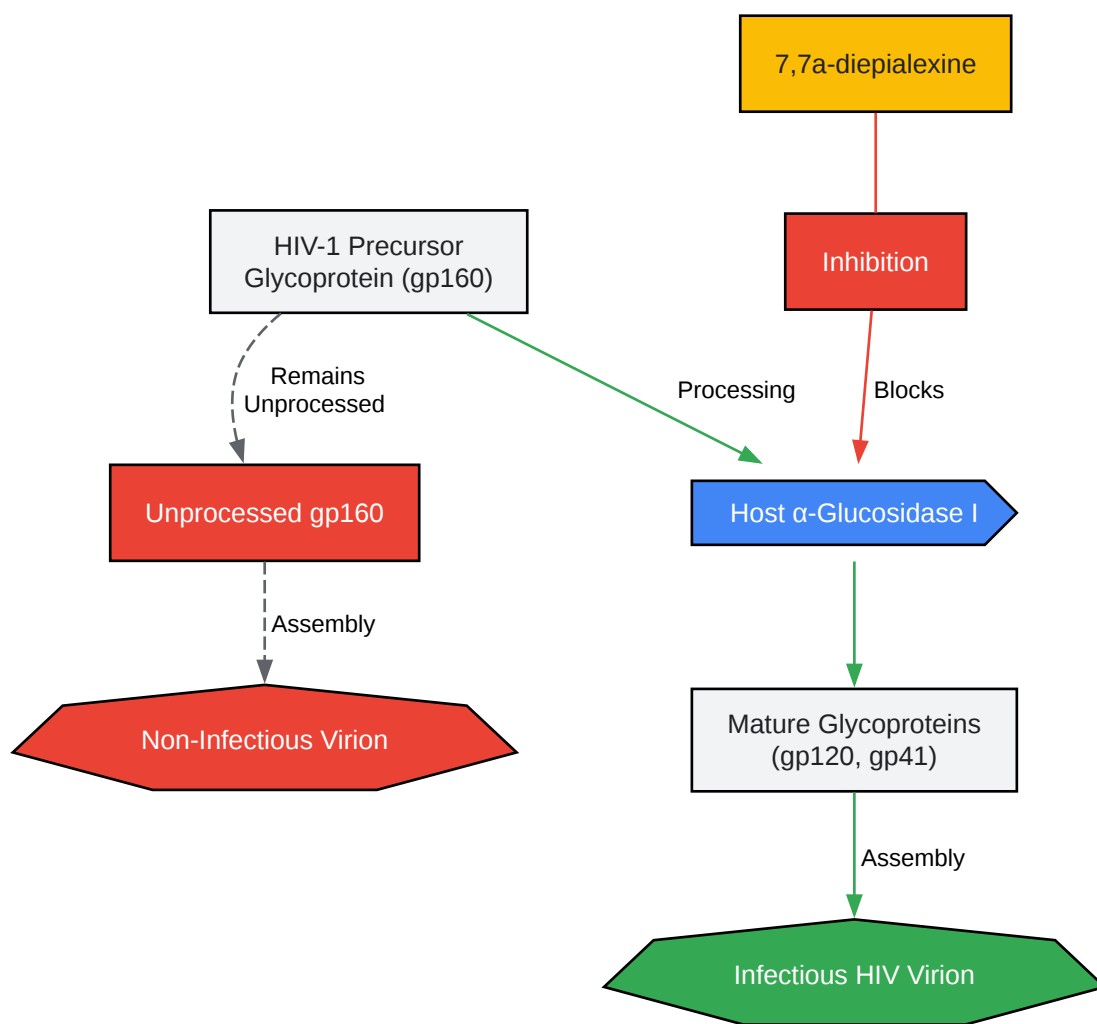 7,7a-diepialexine
HIV-1 Precursor
Glycoprotein (gp160)
Inhibition
Remains
Unprocessed
Processing
Blocks
Unprocessed gp160
Host α-Glucosidase I
Assembly
Non-Infectious Virion
Mature Glycoproteins
(gp120, gp41)
Assembly
Infectious HIV Virion